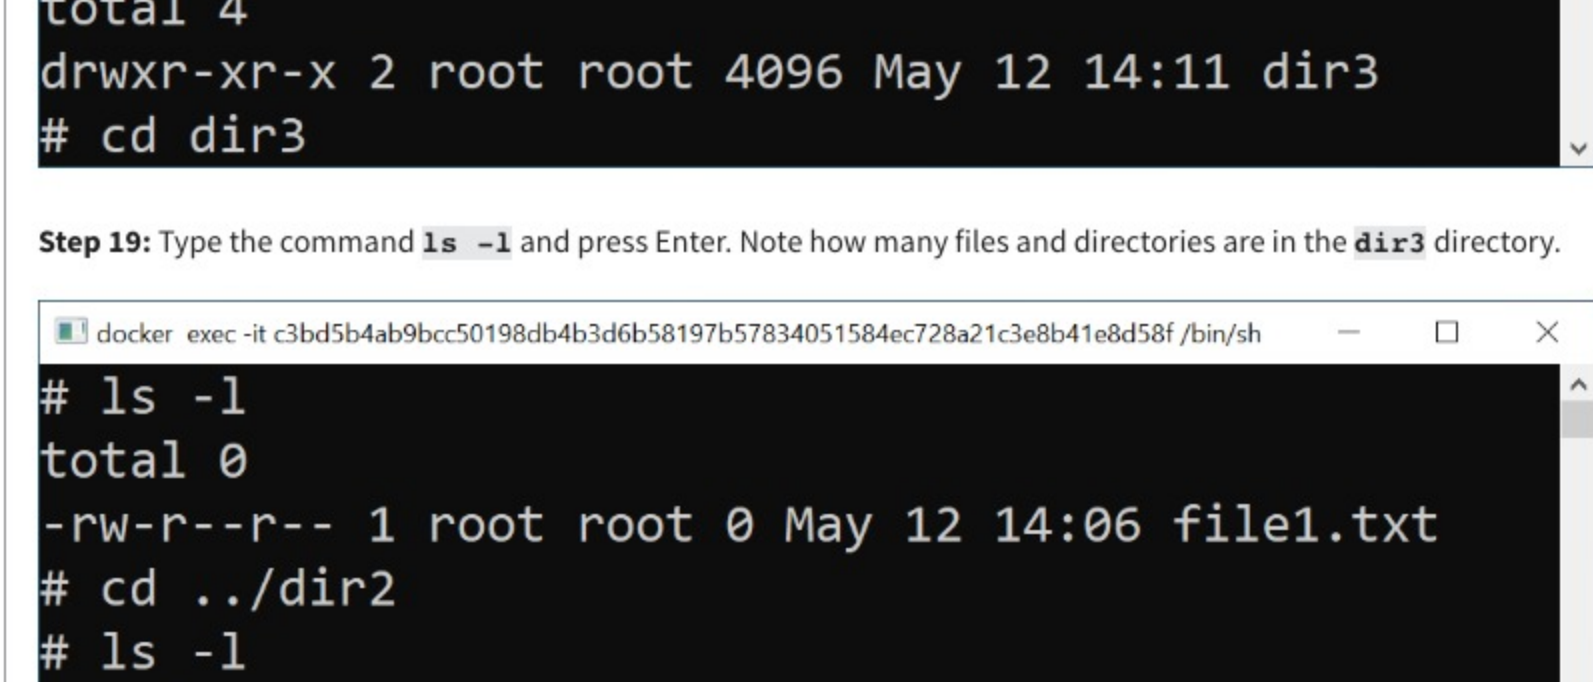 total 4
drwxr-xr-x 2 root root 4096 May 12 14:11 dir3
# cd dir3
Step 19: Type the command ls -l and press Enter. Note how many files and directories are in the dir3 directory.
docker exec -it c3bd5b4ab9bcc50198db4b3d6b58197b57834051584ec728a21c3e8b41e8d58f /bin/sh
# ls -l
total 0
-rw-r--r-- 1 root root 0 May 12 14:06 file1.txt
# cd ../dir2
# ls -l